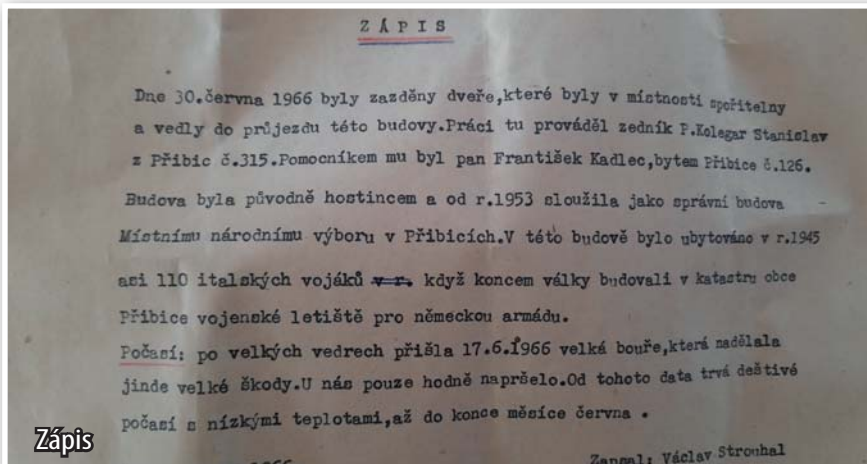 ZÁPIS
Dne 30.června 1966 byly zazděny dveře,které byly v místnosti spořitelny
a vedly do průjezdu této budovy.Práci tu prováděl zedník P.Kolegar Stanislav
z Přibic č.315.Pomocníkem mu byl pan František Kadlec,bytem Přibice č.126.
Budova byla původně hostincem a od r.1953 sloužila jako správní budova -
Místnímu národnímu výboru v Přibicích.V této budově bylo ubytováno v r.1945
asi 110 italských vojáků v r. když koncem války budovali v katastru obce
Přibice vojenské letiště pro německou armádu.
Počasí: po velkých vedrech přišla 17.6.1966 velká bouře,která nadělala
jinde velké škody.U nás pouze hodně napršelo.Od tohoto data trvá deštivé
počasí s nízkými teplotami,až do konce měsíce června .
1966 Zapsal: Václav Strouhal
Zápis